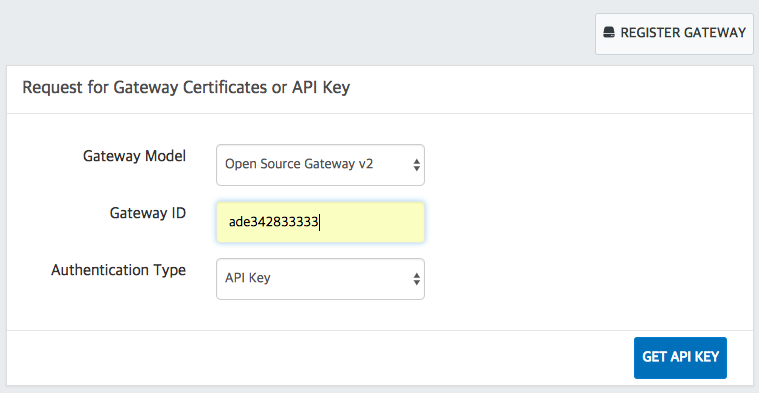 REGISTER GATEWAY
Request for Gateway Certificates or API Key
Gateway Model
Open Source Gateway v2
Gateway ID
ade342833333
Authentication Type
API Key
GET API KEY